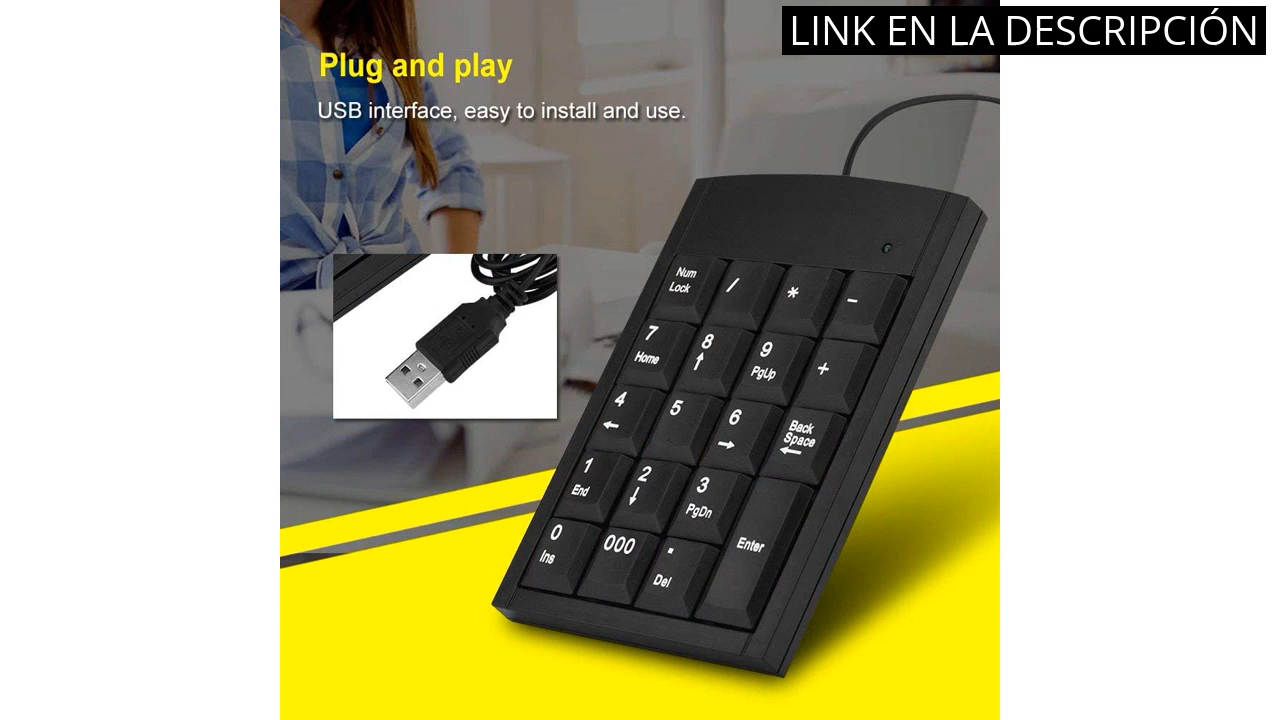 LINK EN LA DESCRIPCIÓN
Plug and play
USB interface, easy to install and use.
Num
Lock
/
*
-
7
Home
8
↑
9
PgUp
+
4
←
5
6
→
Back
Space
←
1
End
2
↓
3
PgDn
Enter
0
Ins
000
.
Del